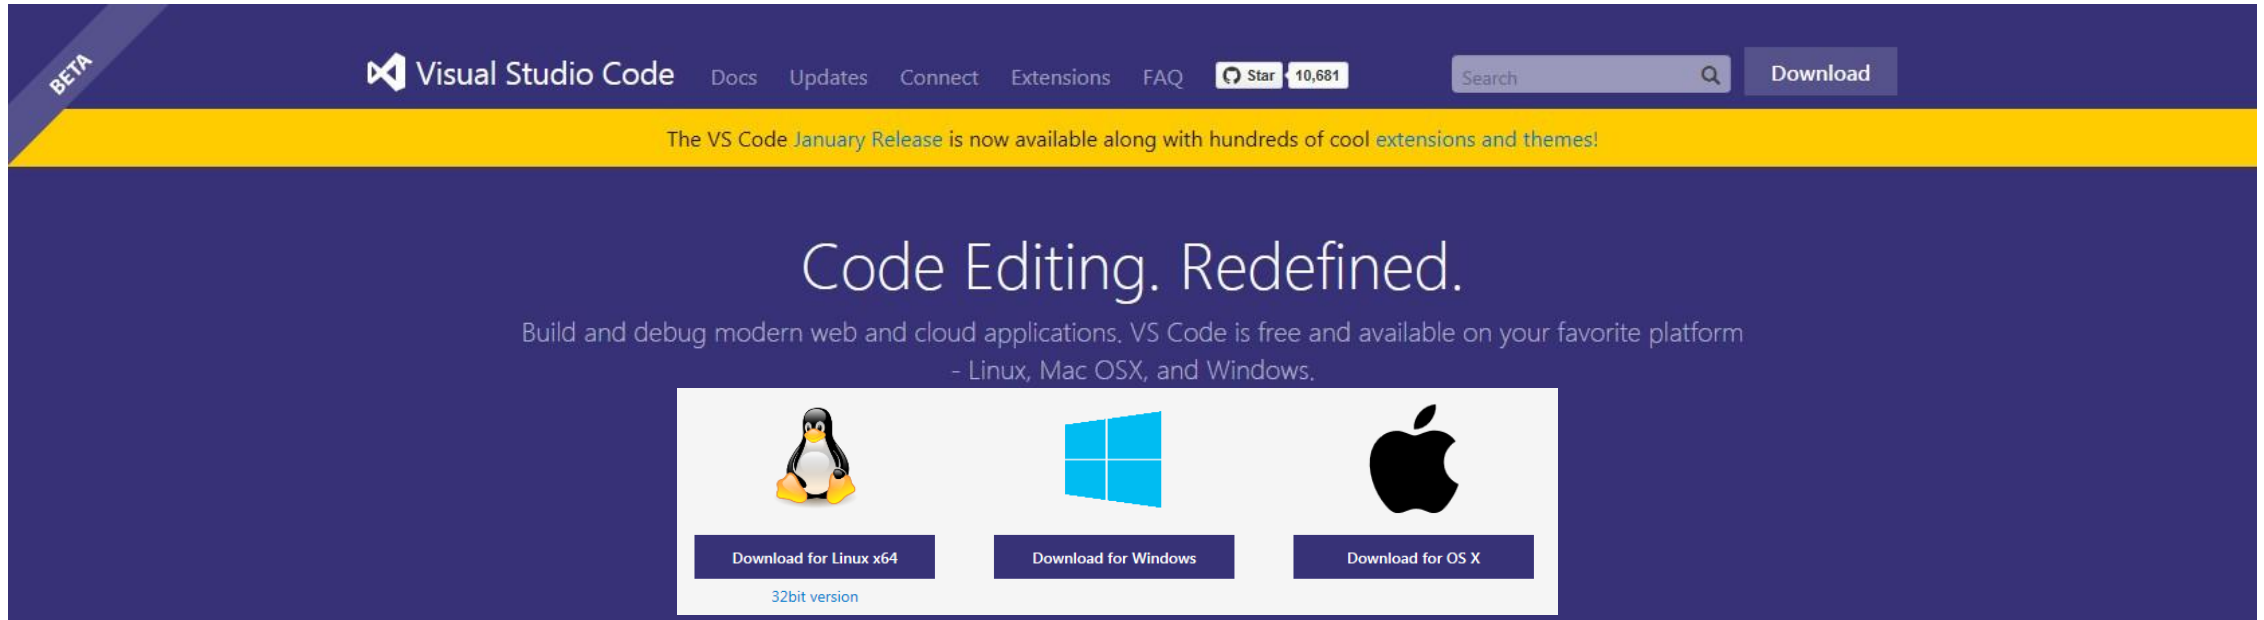 BETA
Visual Studio Code Docs Updates Connect Extensions FAQ Star 10,681 Search Download
The VS Code January Release is now available along with hundreds of cool extensions and themes!
Code Editing. Redefined.
Build and debug modern web and cloud applications. VS Code is free and available on your favorite platform
- Linux, Mac OSX, and Windows.
Download for Linux x64 Download for Windows Download for OS X
32bit version